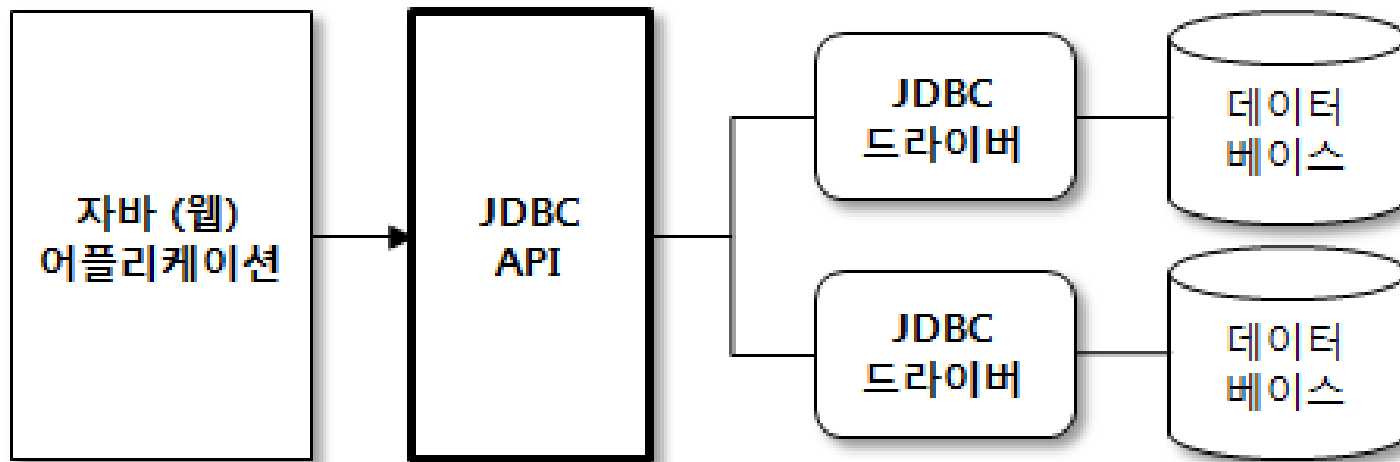 자바 (웹)
어플리케이션
JDBC
API
JDBC
드라이버
데이터
베이스
JDBC
드라이버
데이터
베이스